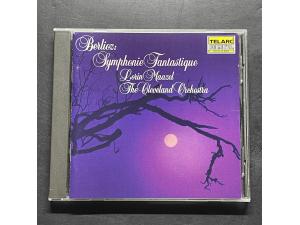 Berlioz:
Symphonie Fantastique
Lorin Maazel
The Cleveland Orchestra
TELARC